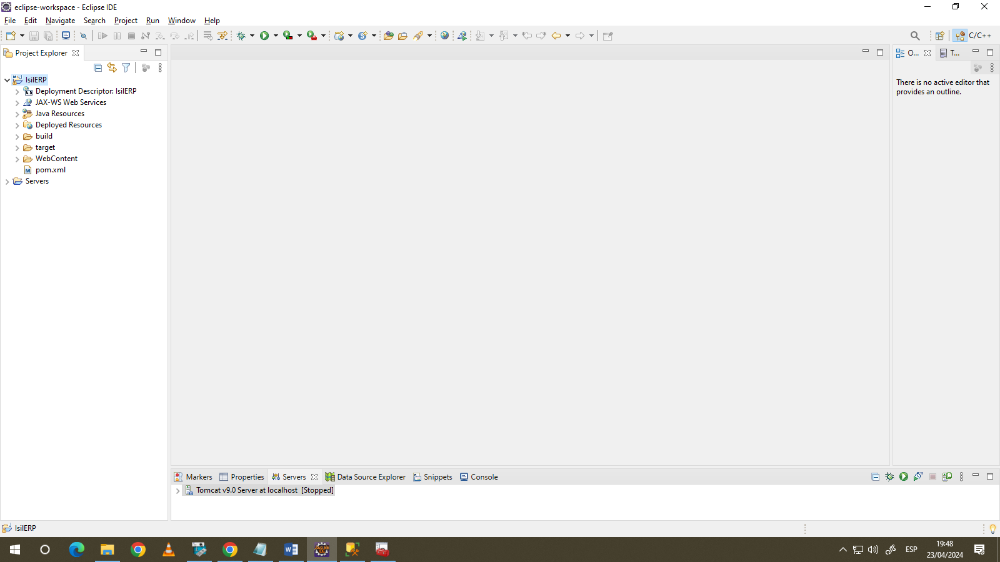 eclipse-workspace - Eclipse IDE
File Edit Navigate Search Project Run Window Help
C/C++
Project Explorer
O...
T...
IsilERP
Deployment Descriptor: IsilERP
JAX-WS Web Services
Java Resources
Deployed Resources
build
target
WebContent
pom.xml
Servers
There is no active editor that
provides an outline.
Markers Properties Servers Data Source Explorer Snippets Console
Tomcat v9.0 Server at localhost [Stopped]
IsilERP
ESP
19:48
23/04/2024